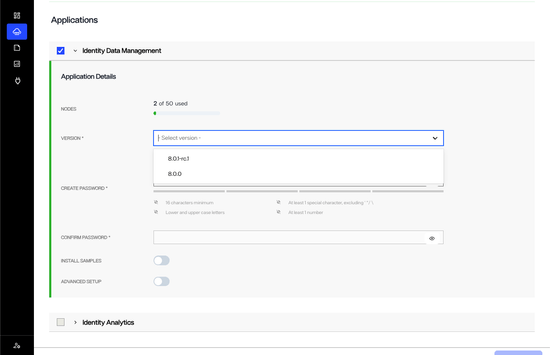 Applications
Identity Data Management
Application Details
NODES
2 of 50 used
VERSION *
- Select version -
8.0.1-rc.1
8.0.0
CREATE PASSWORD *
16 characters minimum
At least 1 special character, excluding
Lower and upper case letters
At least 1 number
CONFIRM PASSWORD *
INSTALL SAMPLES
ADVANCED SETUP
Identity Analytics